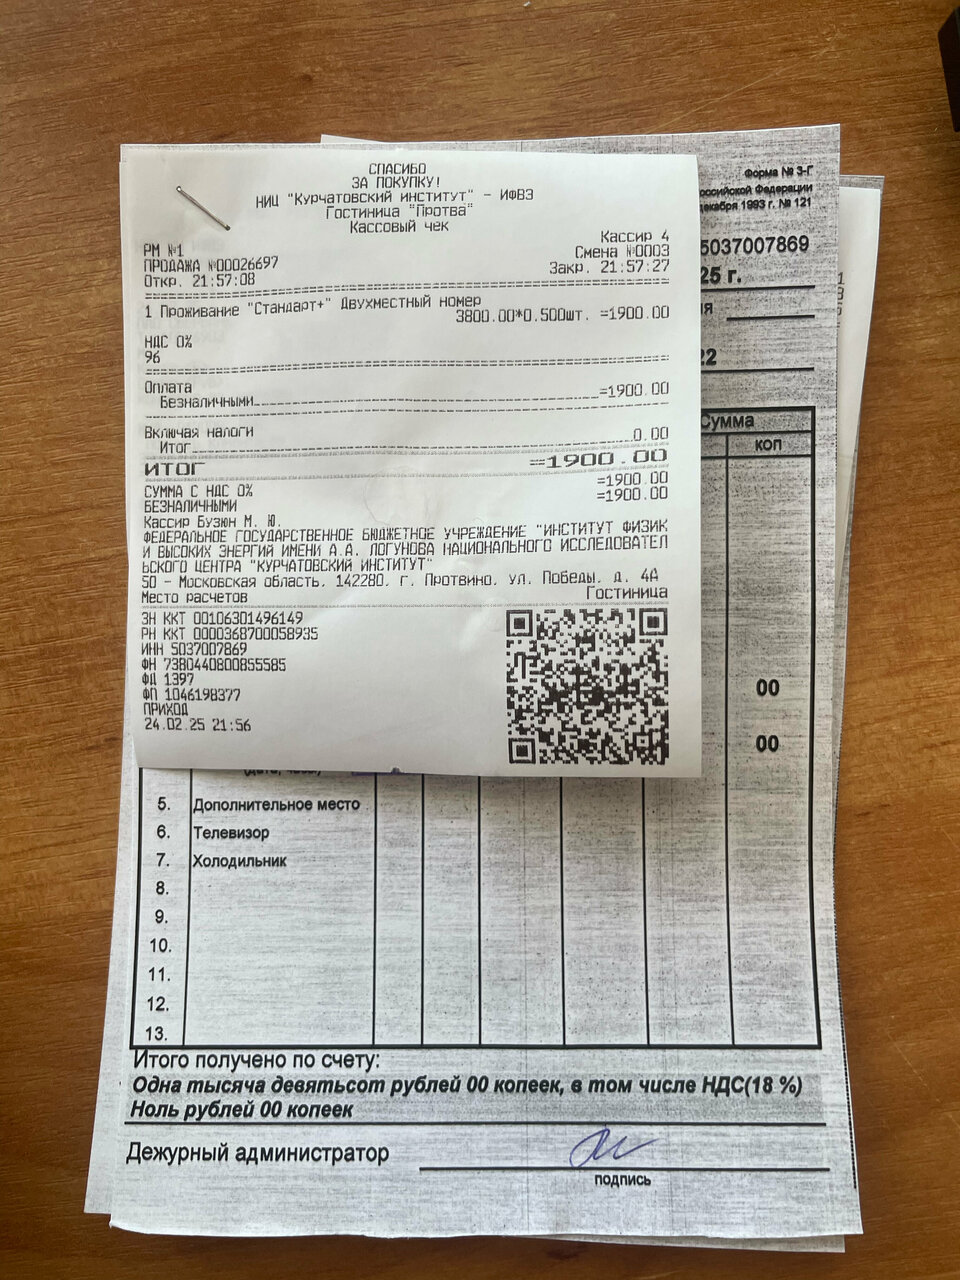 СПАСИБО
ЗА ПОКУПКУ!
НИЦ "Курчатовский институт" - ИФВЭ
Гостиница "Протва"
Кассовый чек
Кассир 4
РМ №1
Смена №0003
ПРОДАЖА №00026697
Закр. 21:57:27
Откр. 21:57:08
1 Проживание "Стандарт+" Двухместный номер
3800.00*0.500шт. =1900.00
НДС 0%
96
Оплата
Безналичными =1900.00
Включая налоги
Итог 0.00
ИТОГ =1900.00
СУММА С НДС 0% =1900.00
БЕЗНАЛИЧНЫМИ =1900.00
Кассир Бузюн М. Ю.
ФЕДЕРАЛЬНОЕ ГОСУДАРСТВЕННОЕ БЮДЖЕТНОЕ УЧРЕЖДЕНИЕ "ИНСТИТУТ ФИЗИК
И ВЫСОКИХ ЭНЕРГИЙ ИМЕНИ А.А. ЛОГУНОВА НАЦИОНАЛЬНОГО ИССЛЕДОВАТЕЛ
ЬСКОГО ЦЕНТРА "КУРЧАТОВСКИЙ ИНСТИТУТ"
50 - Московская область, 142280, г. Протвино, ул. Победы, д. 4А
Место расчетов Гостиница
ЗН ККТ 00106301496149
РН ККТ 0000368700058935
ИНН 5037007869
ФН 7380440800855585
ФД 1397
ФП 1046198377
ПРИХОД
24.02.25 21:56
Форма № 3-Г
оссийской Федерации
декабря 1993 г. № 121
5037007869
25 г.
22
Сумма
коп
00
00
5. Дополнительное место
6. Телевизор
7. Холодильник
8.
9.
10.
11.
12.
13.
Итого получено по счету:
Одна тысяча девятьсот рублей 00 копеек, в том числе НДС(18 %)
Ноль рублей 00 копеек
Дежурный администратор
подпись